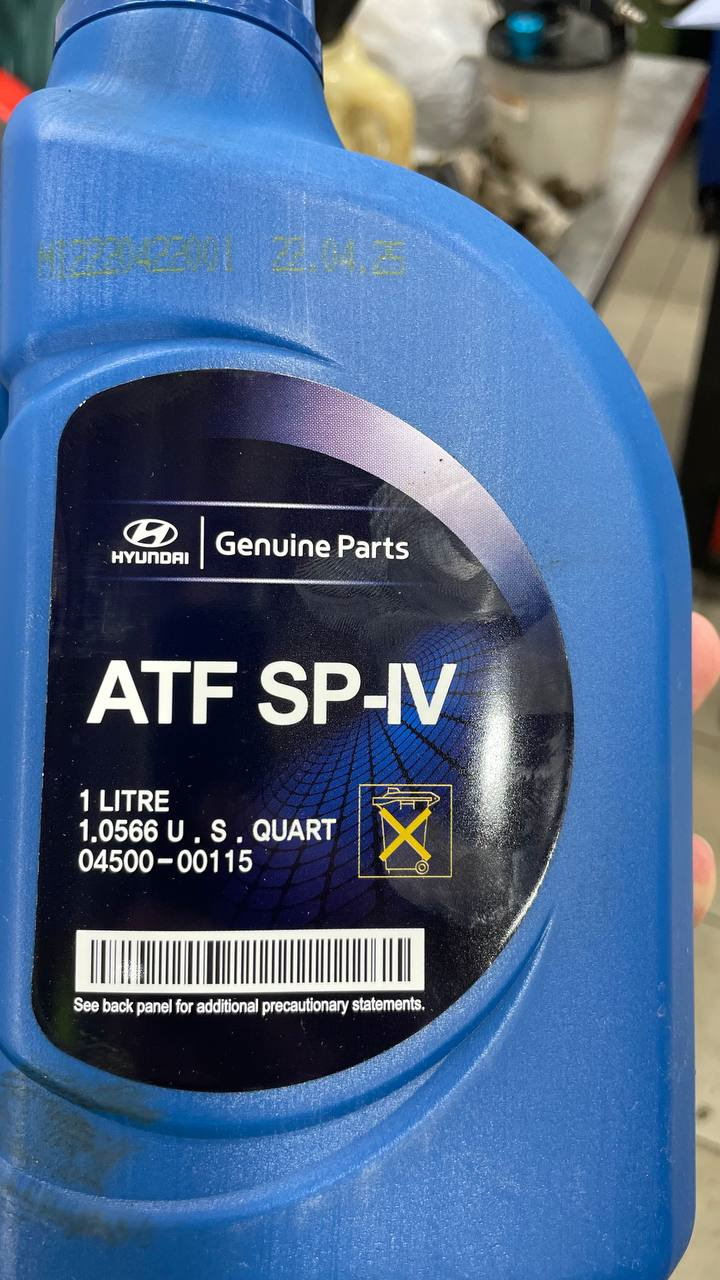 M12220422001 22.04.25
HYUNDAI
Genuine Parts
ATF SP-IV
1 LITRE
1.0566 U . S . QUART
04500-00115
See back panel for additional precautionary statements.